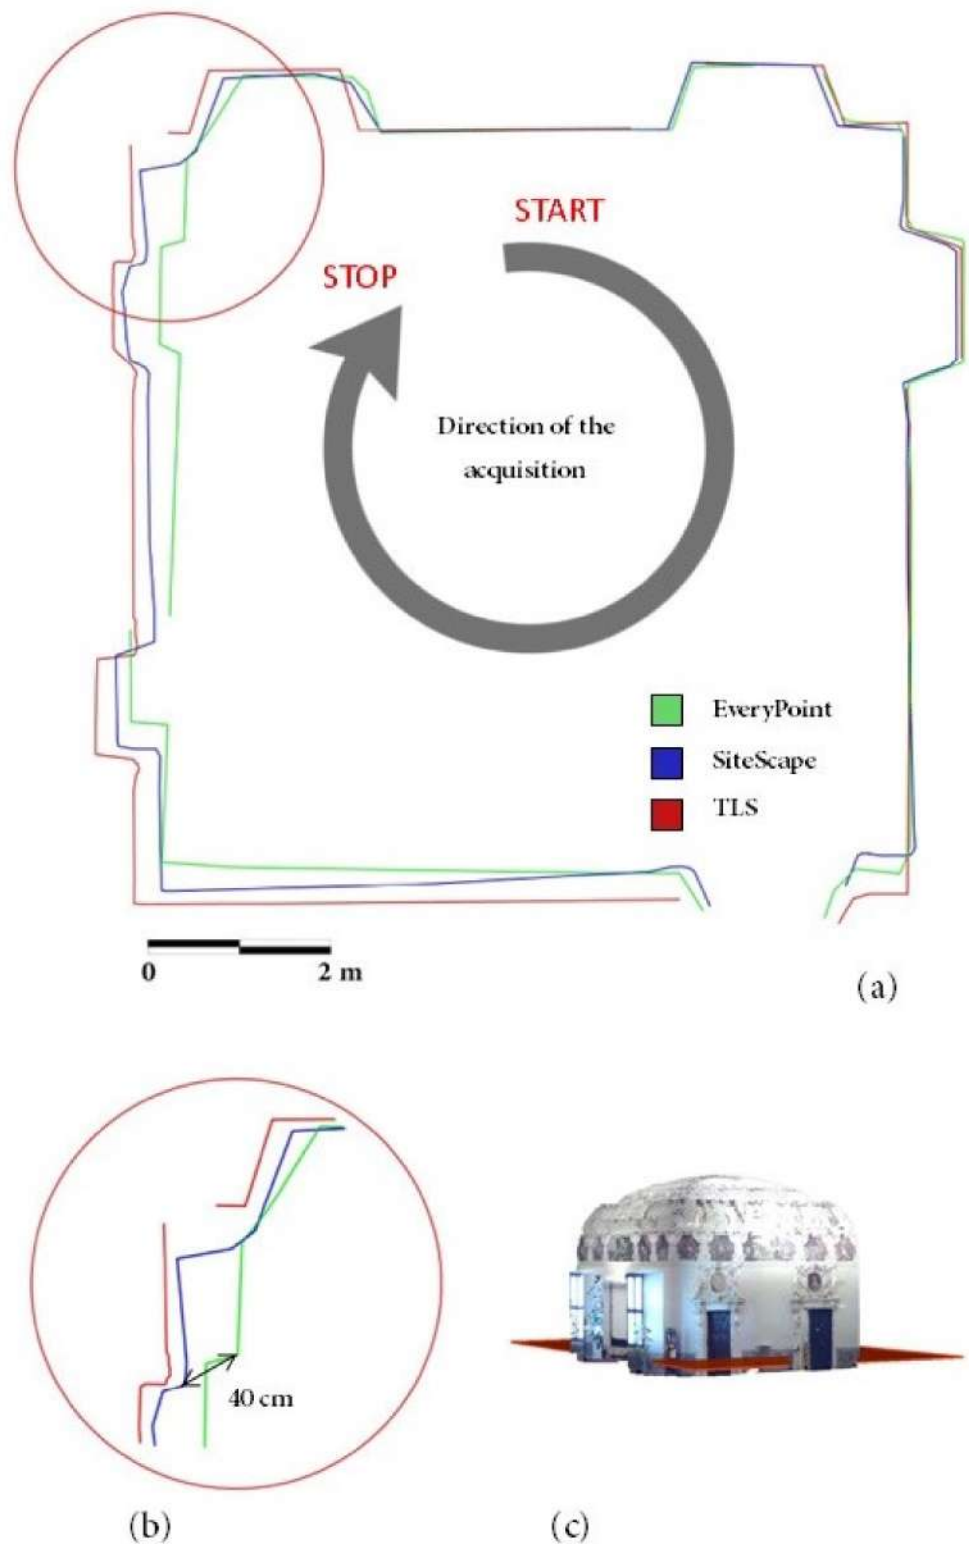 START
STOP
Direction of the
acquisition
EveryPoint
SiteScape
TLS
0 2 m
(a)
40 cm
(b) (c)